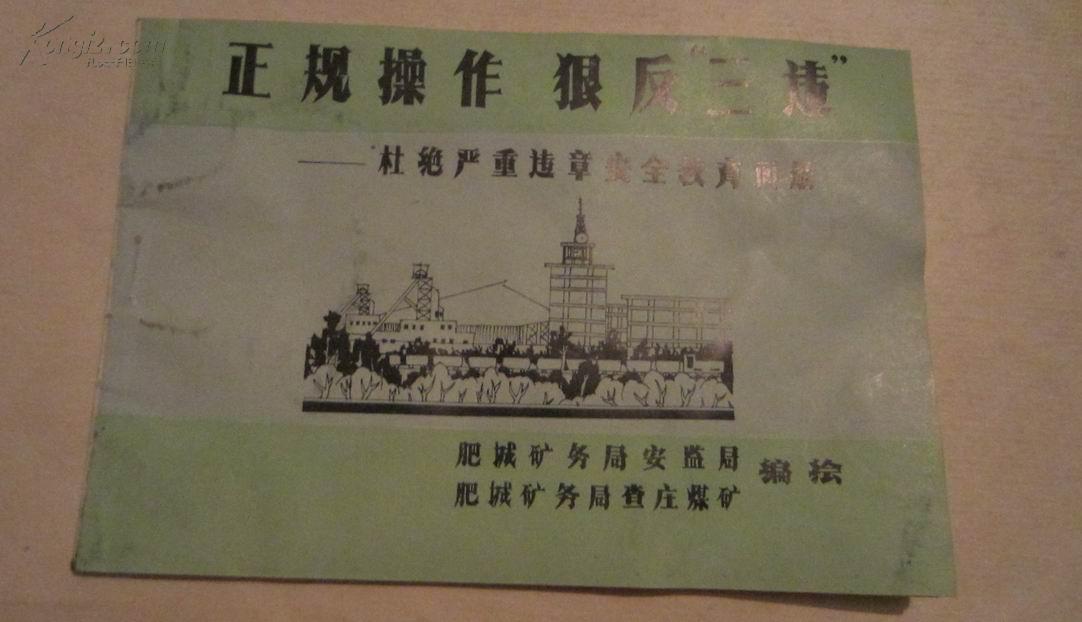 Kongfz.com
正规操作 狠反“三违”
——杜绝严重违章安全教育画册
肥城矿务局安监局
肥城矿务局查庄煤矿
编绘